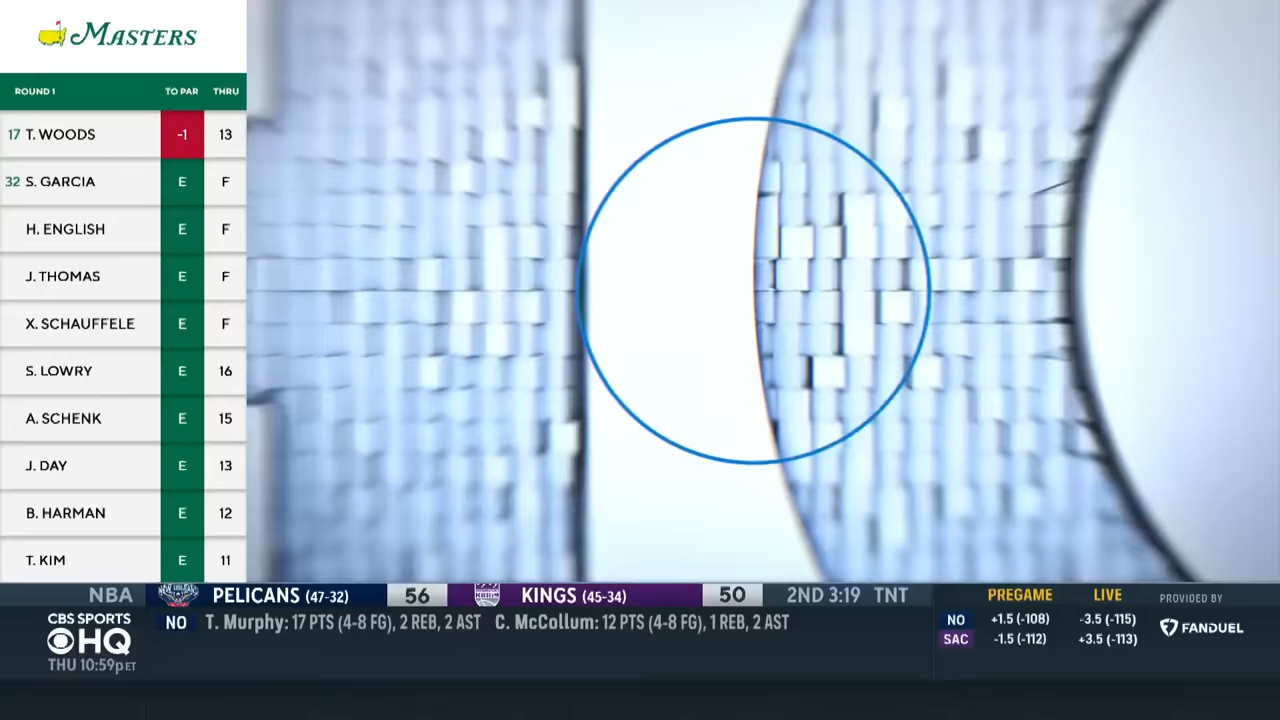 MASTERS
ROUND 1 TO PAR THRU
17 T. WOODS -1 13
32 S. GARCIA E F
H. ENGLISH E F
J. THOMAS E F
X. SCHAUFFELE E F
S. LOWRY E 16
A. SCHENK E 15
J. DAY E 13
B. HARMAN E 12
T. KIM E 11
NBA PELICANS (47-32) 56 KINGS (45-34) 50 2ND 3:19 TNT
NO T. Murphy: 17 PTS (4-8 FG), 2 REB, 2 AST C. McCollum: 12 PTS (4-8 FG), 1 REB, 2 AST
CBS SPORTS
HQ
THU 10:59PET
PREGAME LIVE
NO +1.5 (-108) -3.5 (-115)
SAC -1.5 (-112) +3.5 (-113)
PROVIDED BY
FANDUEL